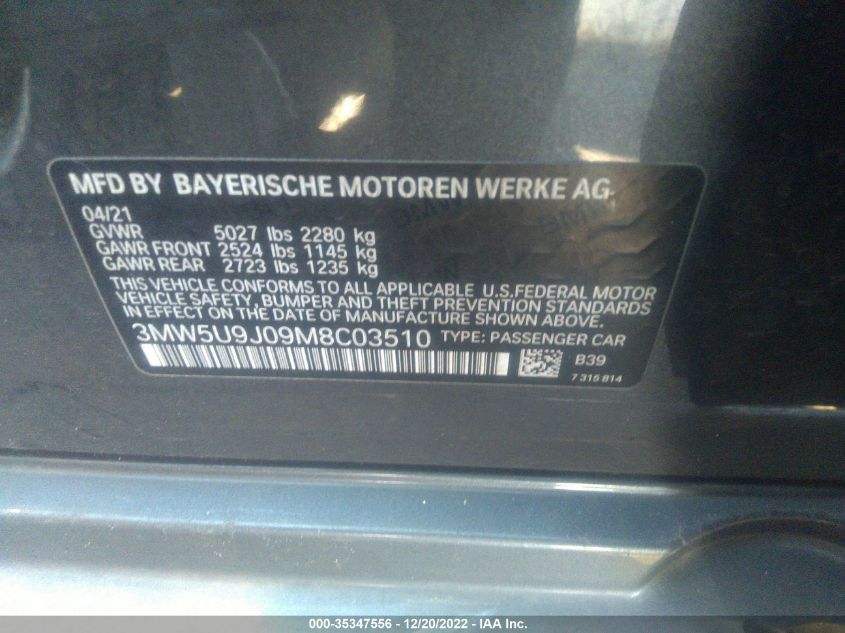 MFD BY BAYERISCHE MOTOREN WERKE AG.
04/21
GVWR 5027 lbs 2280 kg
GAWR FRONT 2524 lbs 1145 kg
GAWR REAR 2723 lbs 1235 kg
THIS VEHICLE CONFORMS TO ALL APPLICABLE U.S.FEDERAL MOTOR
VEHICLE SAFETY, BUMPER AND THEFT PREVENTION STANDARDS
IN EFFECT ON THE DATE OF MANUFACTURE SHOWN ABOVE.
3MW5U9J09M8C03510 TYPE: PASSENGER CAR
B39
7 315 814
000-35347556 - 12/20/2022 - IAA Inc.